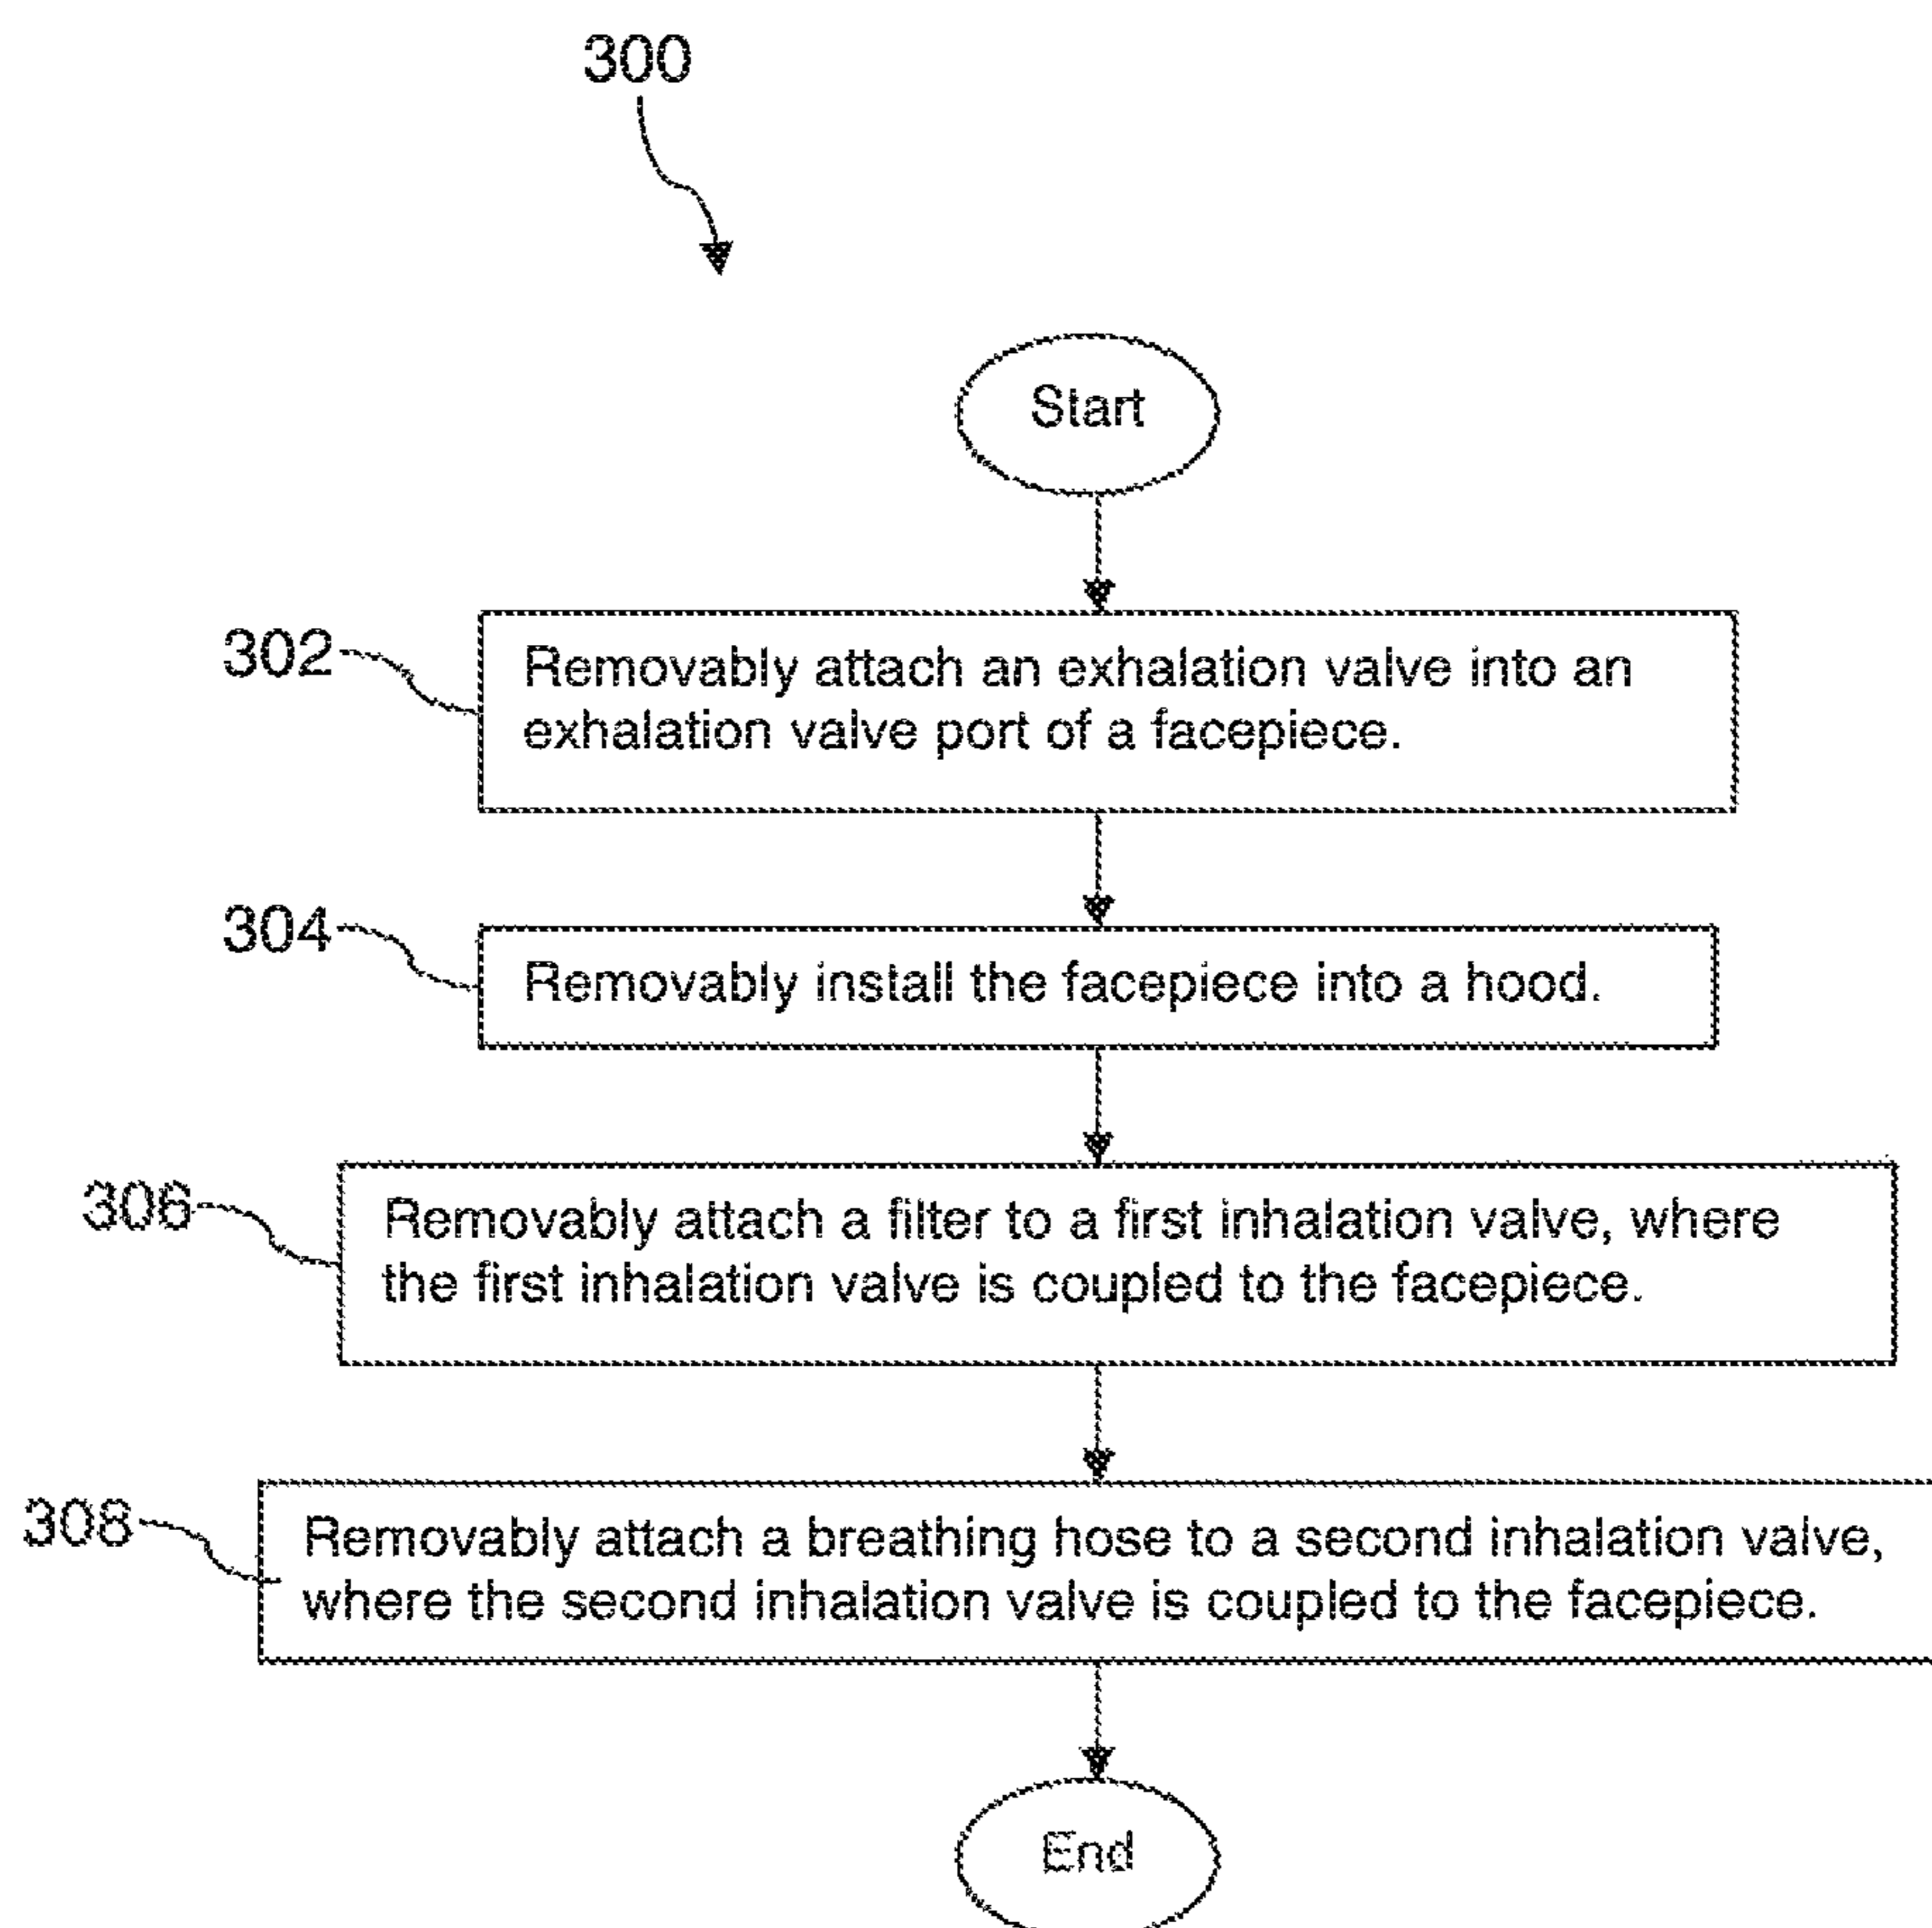 300
Start
302
Removably attach an exhalation valve into an
exhalation valve port of a facepiece.
304
Removably install the facepiece into a hood.
306
Removably attach a filter to a first inhalation valve, where
the first inhalation valve is coupled to the facepiece.
308
Removably attach a breathing hose to a second inhalation valve,
where the second inhalation valve is coupled to the facepiece.
End